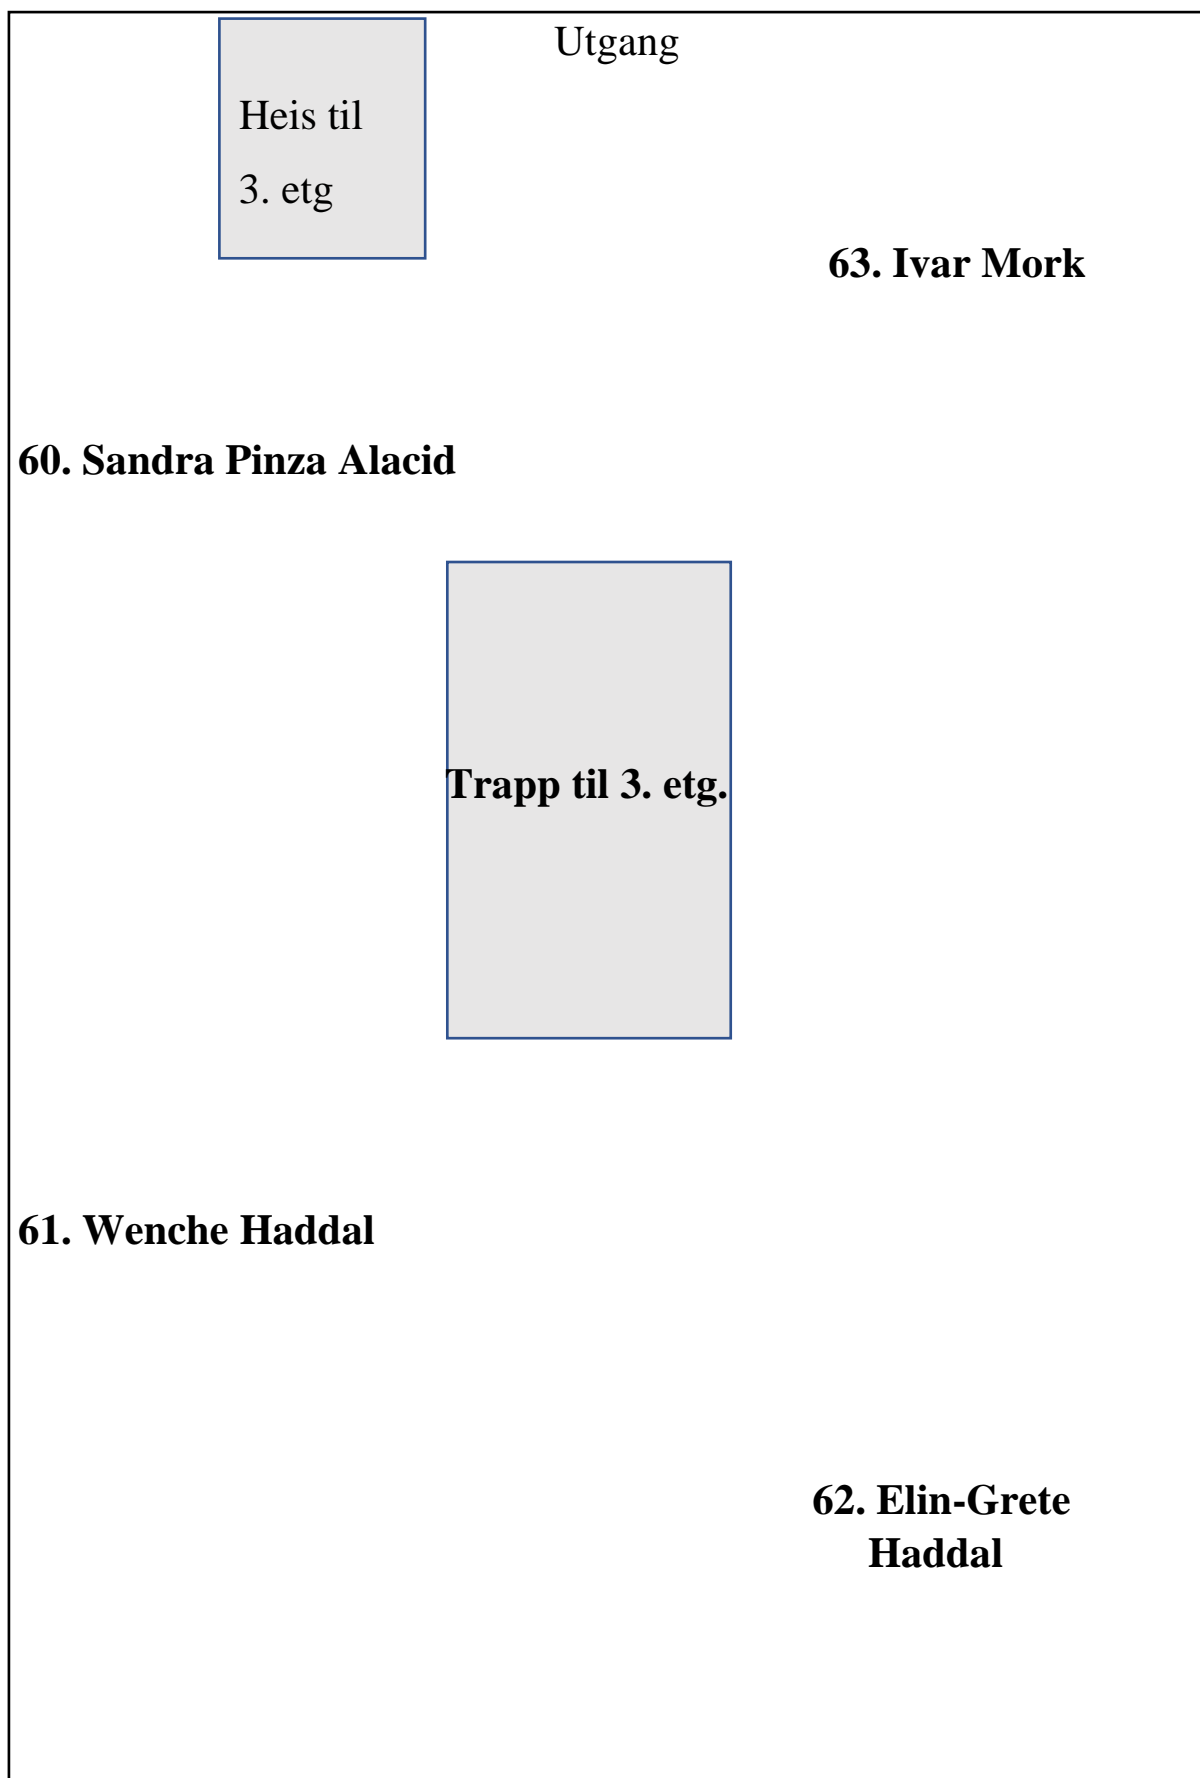 Utgang
Heis til
3. etg
63. Ivar Mork
60. Sandra Pinza Alacid
Trapp til 3. etg.
61. Wenche Haddal
62. Elin-Grete
Haddal